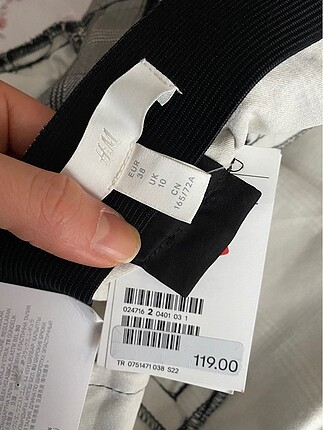 H&M
EUR
38
UK
10
CN
165/72A
024716 2 0401 03 1
119.00
TR 0751471 038 S22